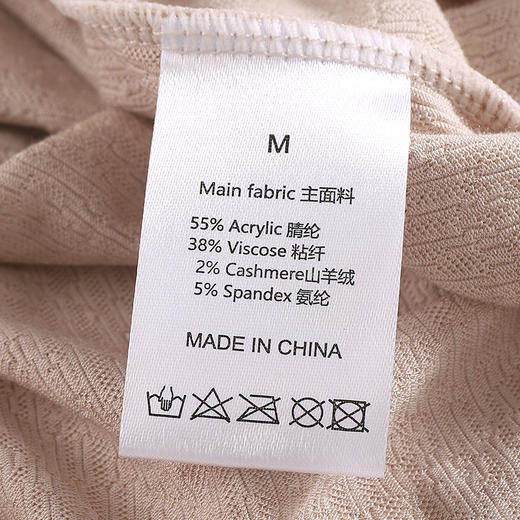 M
Main fabric 主面料
55% Acrylic 腈纶
38% Viscose 粘纤
2% Cashmere山羊绒
5% Spandex 氨纶
MADE IN CHINA